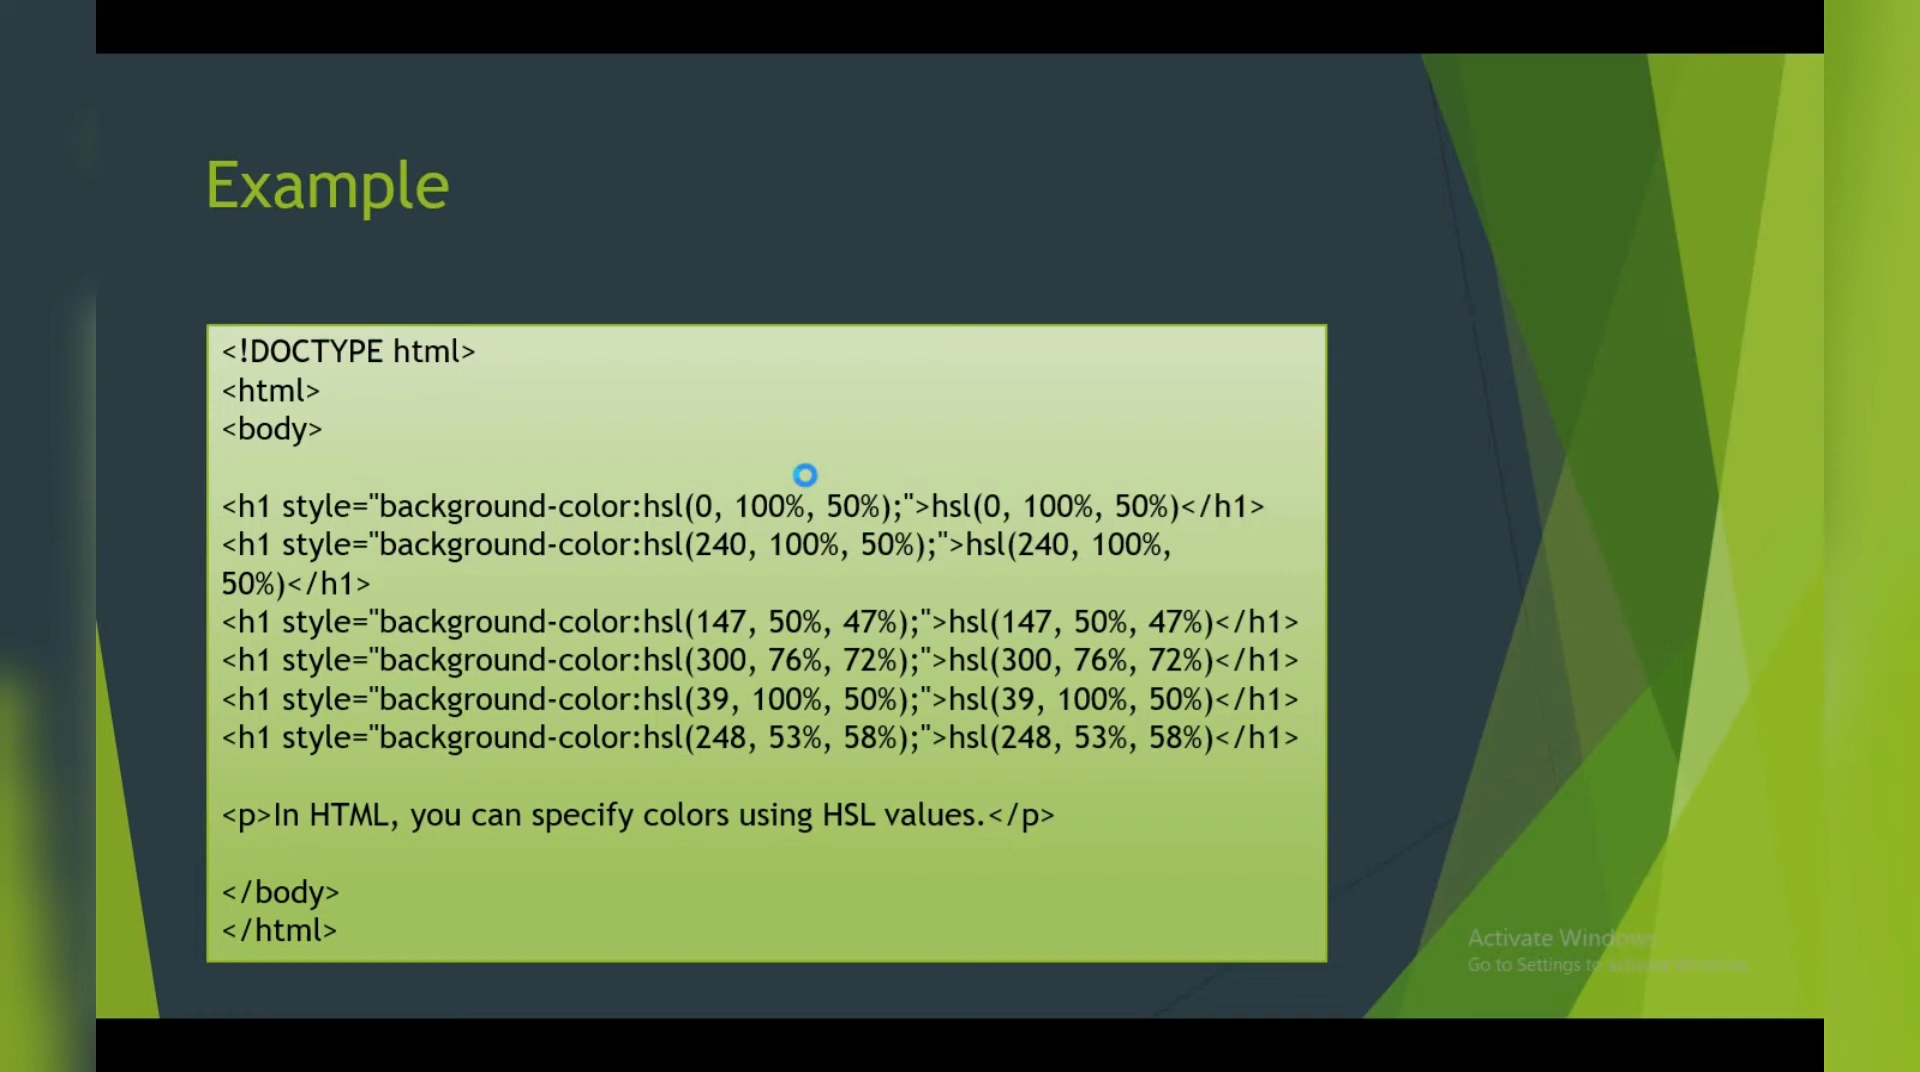 Example
<!DOCTYPE html>
<html>
<body>
<h1 style="background-color:hsl(0, 100%, 50%);">hsl(0, 100%, 50%)</h1>
<h1 style="background-color:hsl(240, 100%, 50%);">hsl(240, 100%,
50%)</h1>
<h1 style="background-color:hsl(147, 50%, 47%);">hsl(147, 50%, 47%)</h1>
<h1 style="background-color:hsl(300, 76%, 72%);">hsl(300, 76%, 72%)</h1>
<h1 style="background-color:hsl(39, 100%, 50%);">hsl(39, 100%, 50%)</h1>
<h1 style="background-color:hsl(248, 53%, 58%);">hsl(248, 53%, 58%)</h1>
<p>In HTML, you can specify colors using HSL values.</p>
</body>
</html>
Activate Windows
Go to Settings to activate Windows.